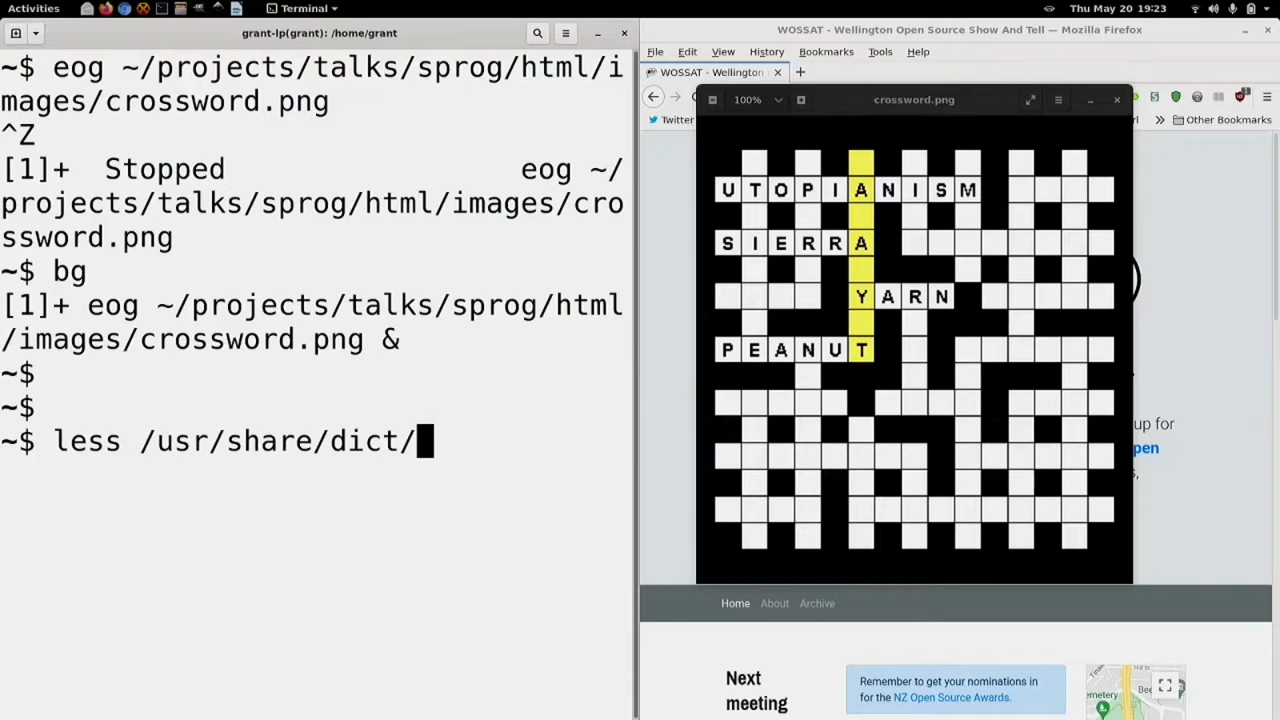 Activities
Terminal
Thu May 20 19:23
grant-lp(grant): /home/grant
~$ eog ~/projects/talks/sprog/html/i
mages/crossword.png
^Z
[1]+  Stopped                 eog ~/
projects/talks/sprog/html/images/cro
ssword.png
~$ bg
[1]+ eog ~/projects/talks/sprog/html
/images/crossword.png &
~$
~$
~$ less /usr/share/dict/
WOSSAT - Wellington Open Source Show And Tell — Mozilla Firefox
File Edit View History Bookmarks Tools Help
WOSSAT - Wellington
Twitter
Other Bookmarks
100%
crossword.png
UTOPIANISM
SIERRA
YARN
PEANUT
up for
pen
Home About Archive
Next
meeting
Remember to get your nominations in
for the NZ Open Source Awards.
emetery